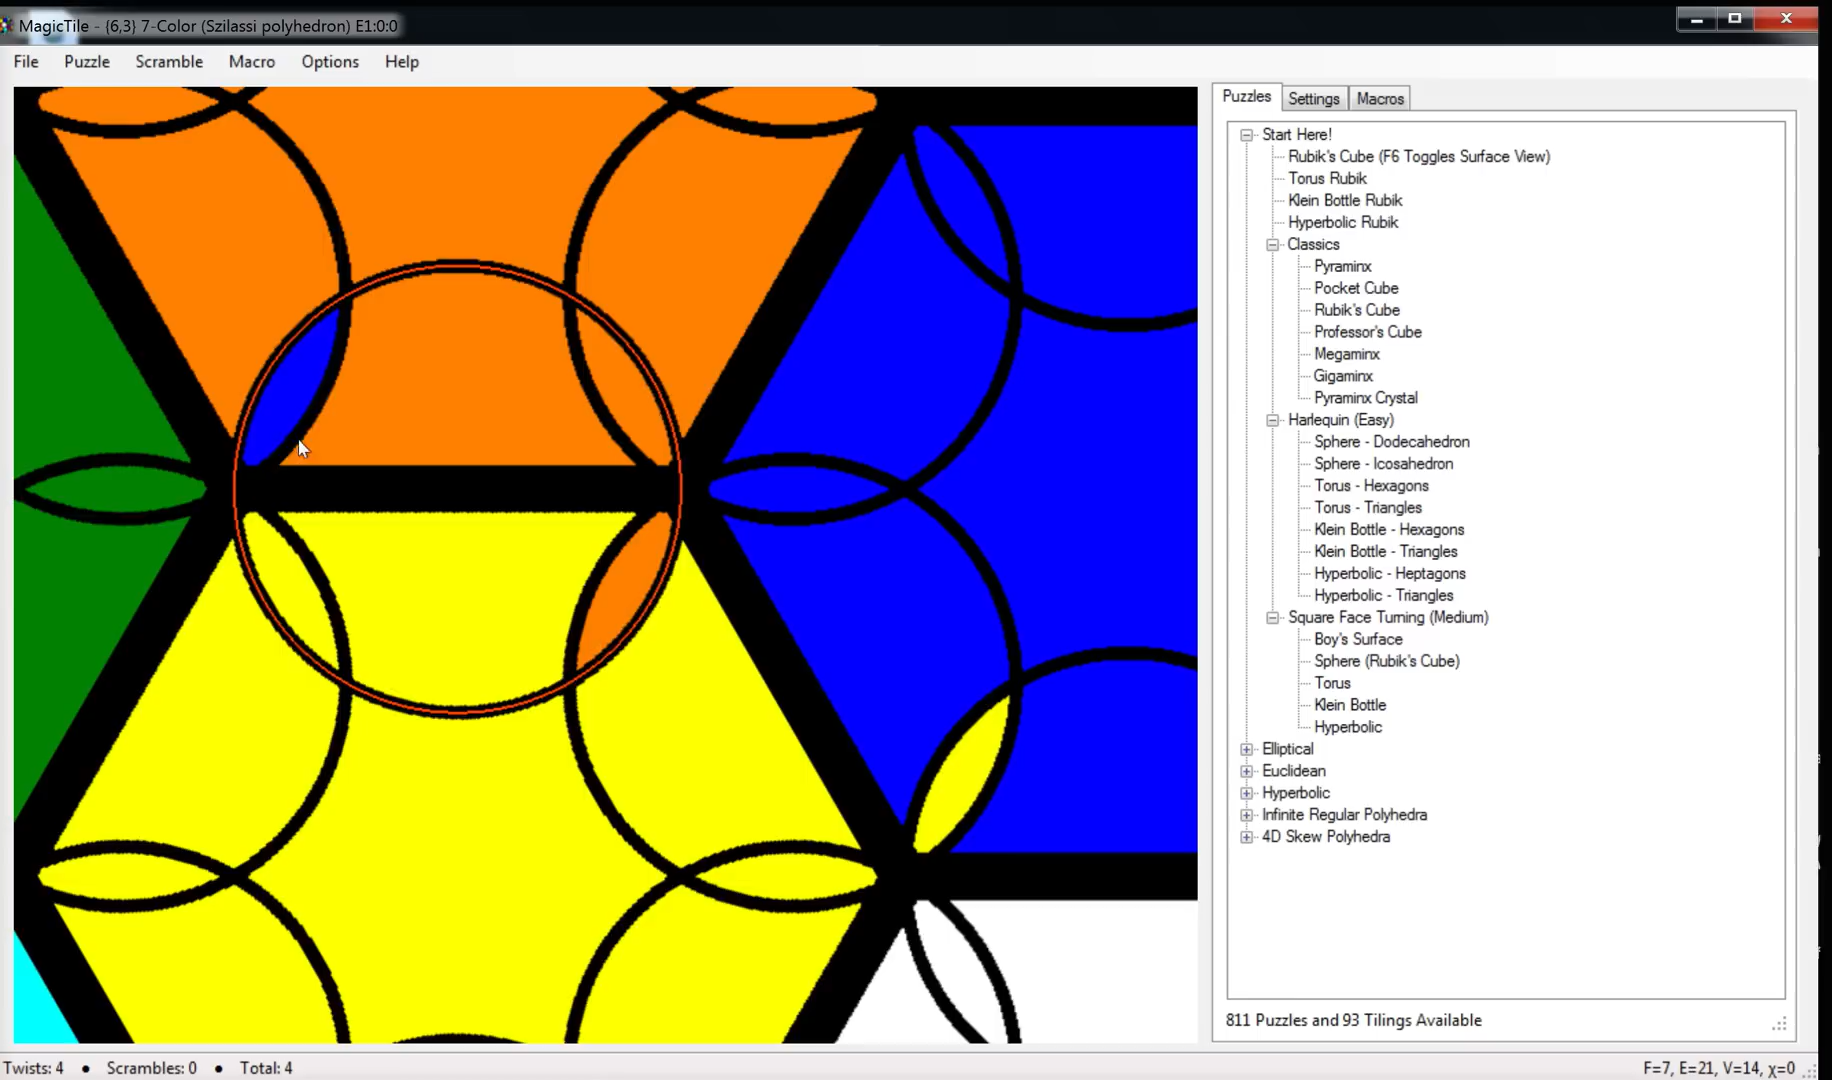 MagicTile - {6,3} 7-Color (Szilassi polyhedron) E1:0:0
File Puzzle Scramble Macro Options Help
Puzzles Settings Macros
Start Here!
Rubik's Cube (F6 Toggles Surface View)
Torus Rubik
Klein Bottle Rubik
Hyperbolic Rubik
Classics
Pyraminx
Pocket Cube
Rubik's Cube
Professor's Cube
Megaminx
Gigaminx
Pyraminx Crystal
Harlequin (Easy)
Sphere - Dodecahedron
Sphere - Icosahedron
Torus - Hexagons
Torus - Triangles
Klein Bottle - Hexagons
Klein Bottle - Triangles
Hyperbolic - Heptagons
Hyperbolic - Triangles
Square Face Turning (Medium)
Boy's Surface
Sphere (Rubik's Cube)
Torus
Klein Bottle
Hyperbolic
Elliptical
Euclidean
Hyperbolic
Infinite Regular Polyhedra
4D Skew Polyhedra
811 Puzzles and 93 Tilings Available
Twists: 4 • Scrambles: 0 • Total: 4
F=7, E=21, V=14, χ=0